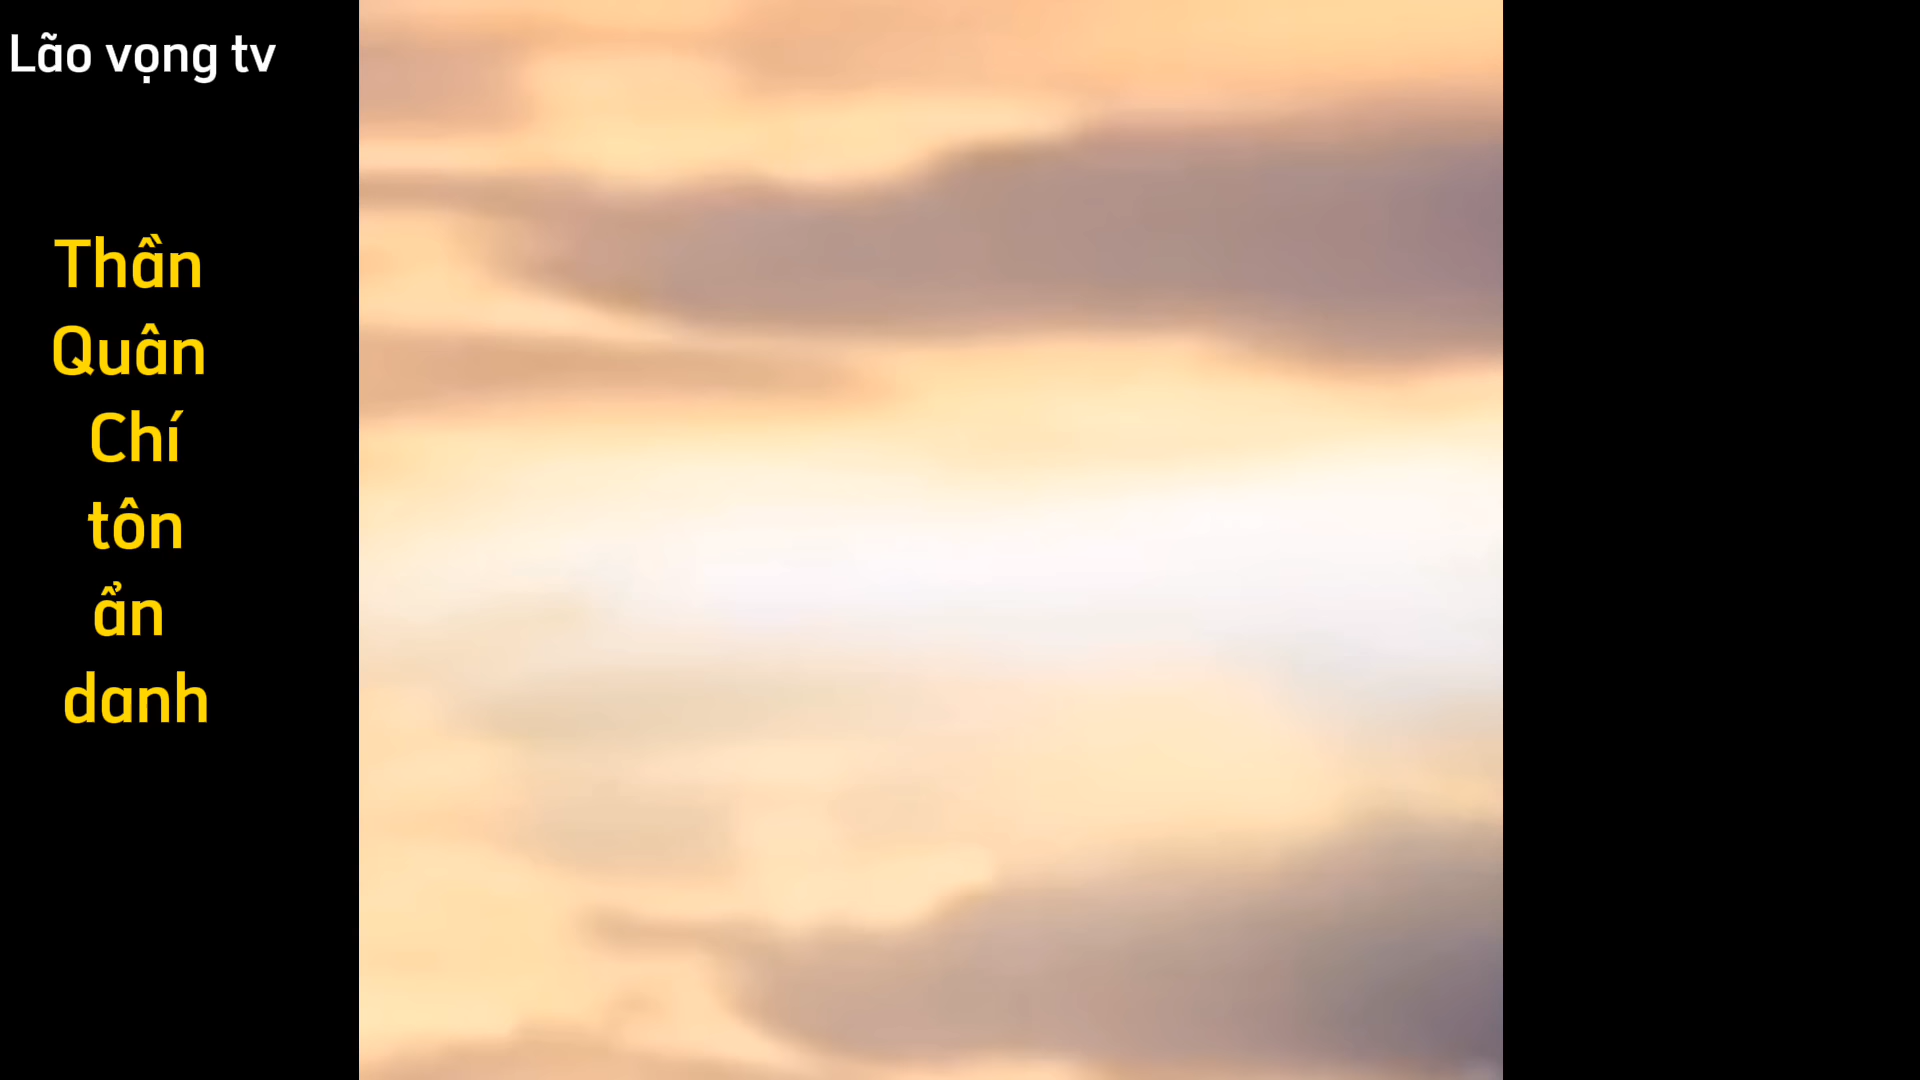 Lão vọng tv
Thần
Quân
Chí
tôn
ẩn
danh